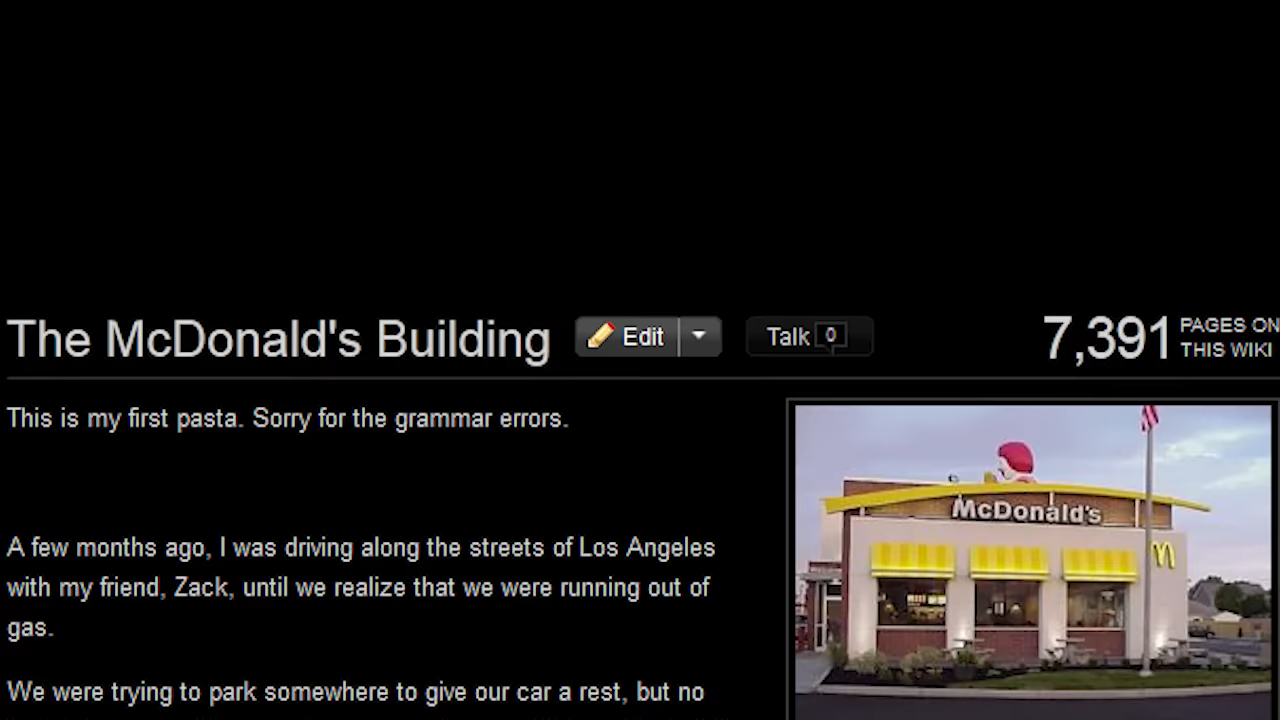 The McDonald's Building
Edit
Talk 0
7,391 PAGES ON
THIS WIKI
This is my first pasta. Sorry for the grammar errors.
McDonald's
A few months ago, I was driving along the streets of Los Angeles
with my friend, Zack, until we realize that we were running out of
gas.
We were trying to park somewhere to give our car a rest, but no